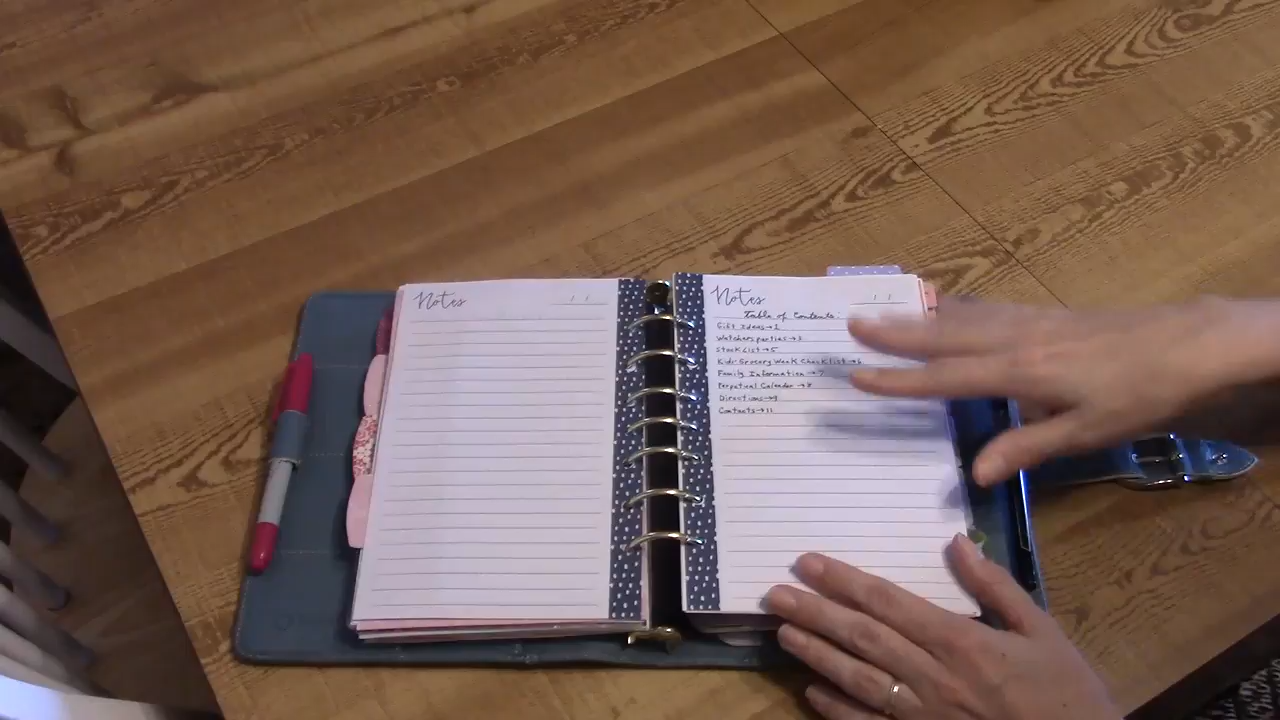 Notes
/ /
Notes
/ /
Table of Contents:
Gift Ideas→1
Watchers parties→3
Stock List→5
Kids Grocery Week Checklist→6
Family Information→7
Perpetual Calender→8
Directions→9
Contacts→11